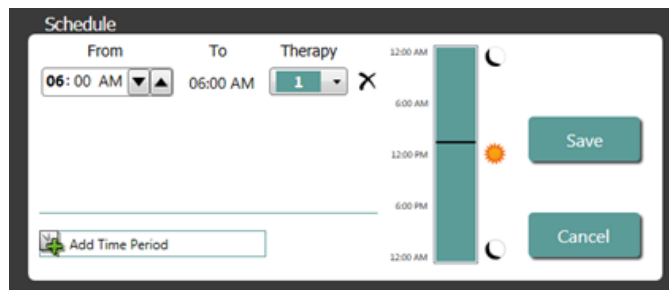 Schedule
From To Therapy
06:00 AM 06:00 AM 1
12:00 AM
6:00 AM
12:00 PM
6:00 PM
12:00 AM
Save
Add Time Period
Cancel